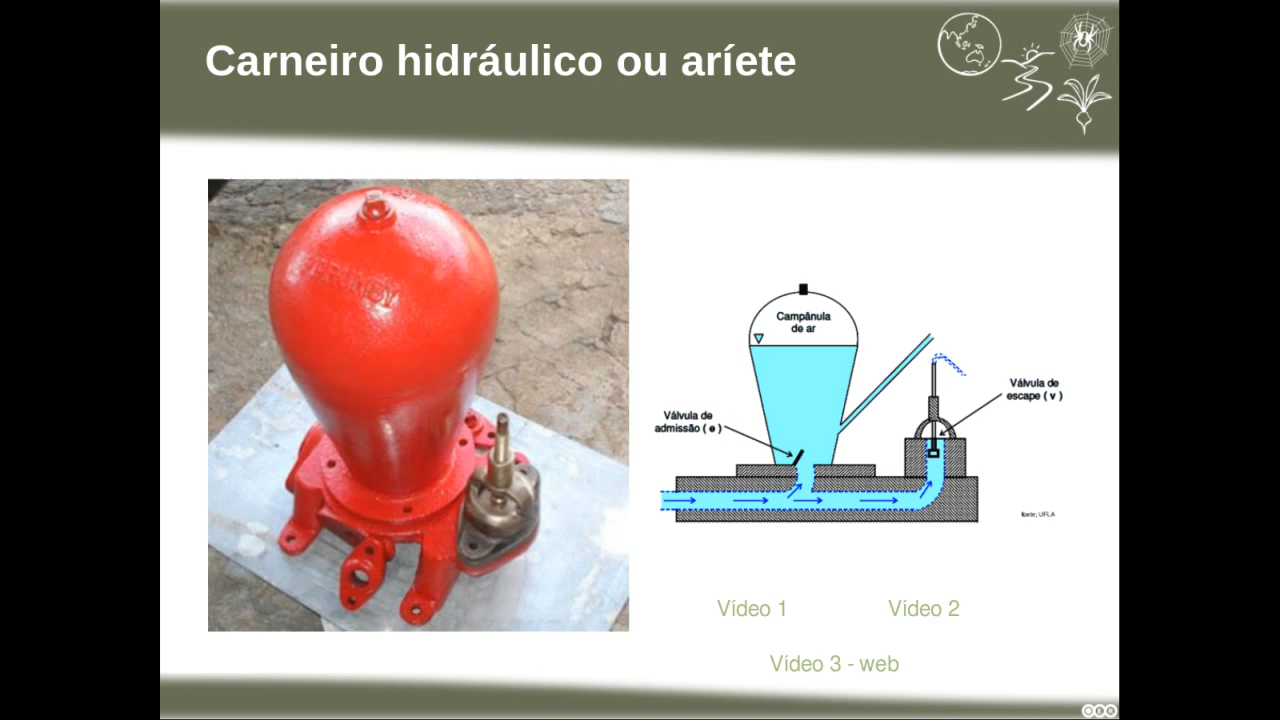 Carneiro hidráulico ou aríete
Campânula
de ar
Válvula de
escape ( v )
Válvula de
admissão ( e )
fonte; UFLA
Vídeo 1
Vídeo 2
Vídeo 3 - web